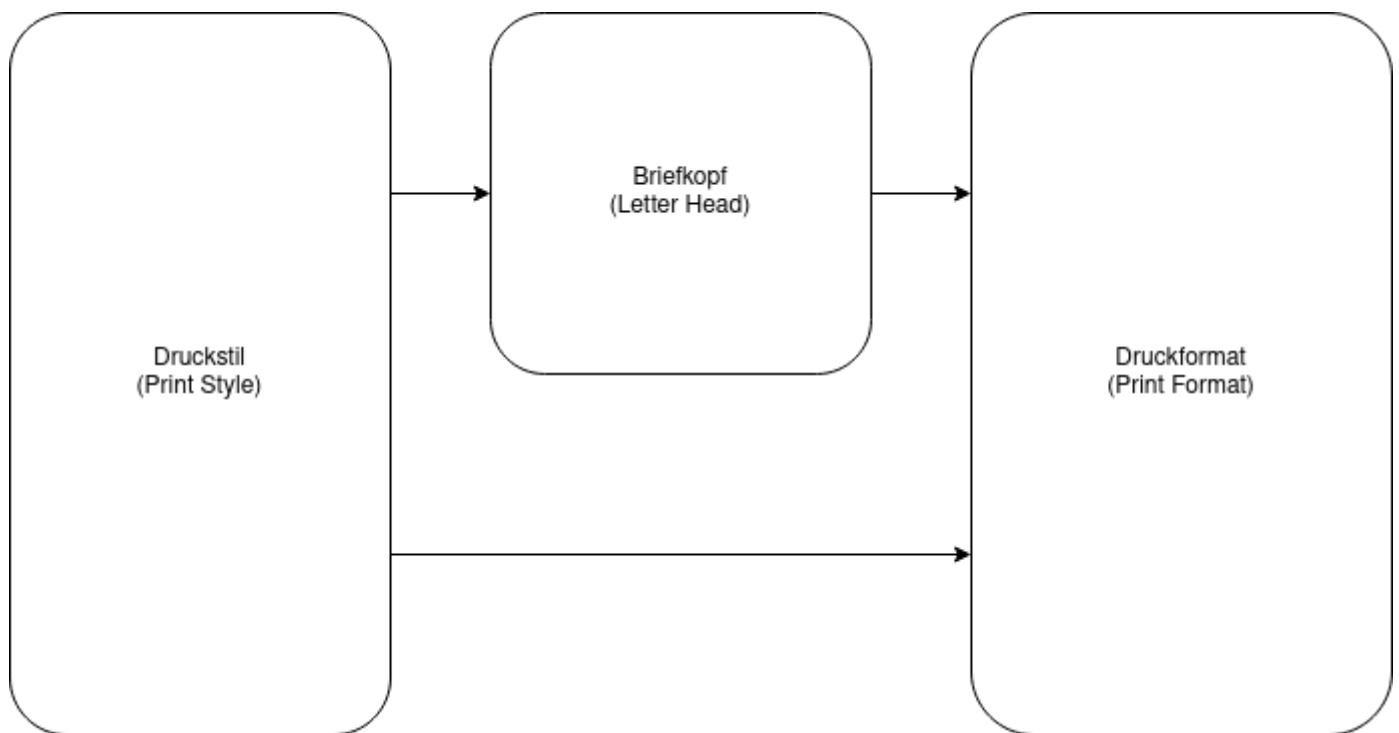 Druckstil
(Print Style)
Briefkopf
(Letter Head)
Druckformat
(Print Format)